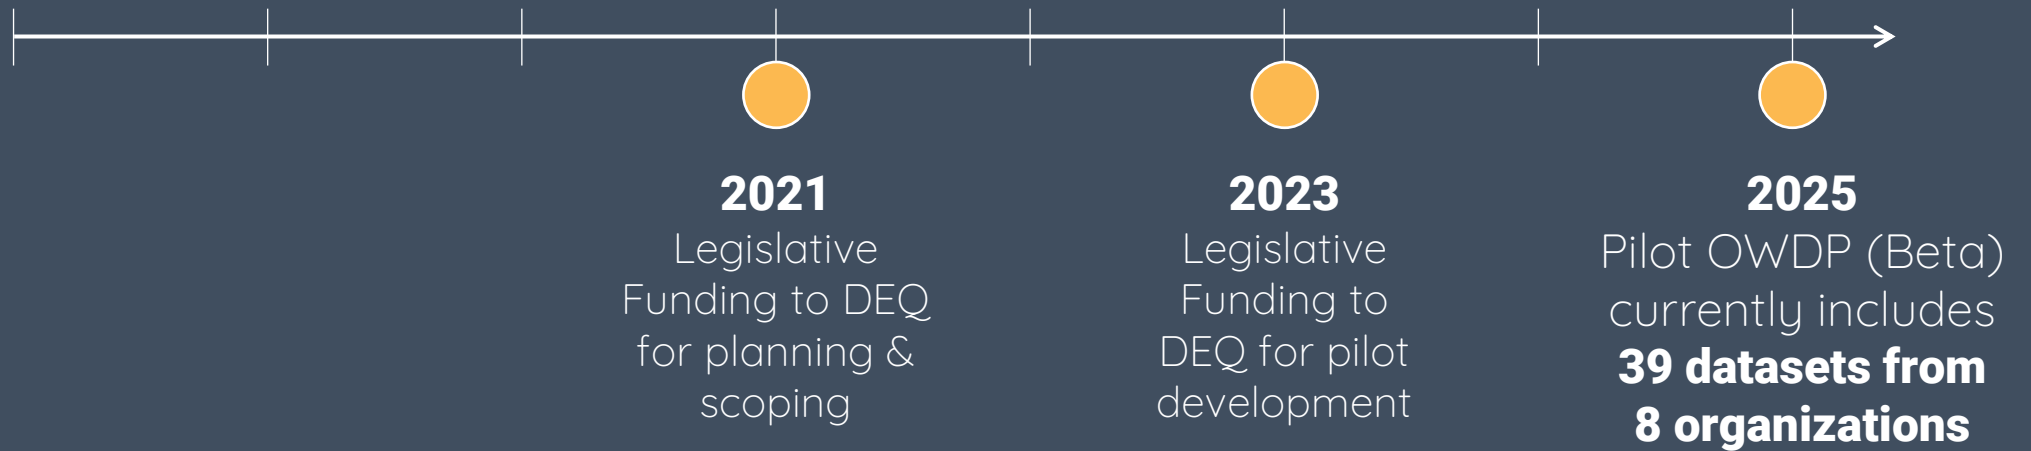 2021
Legislative
Funding to DEQ
for planning &
scoping
2023
Legislative
Funding to
DEQ for pilot
development
2025
Pilot OWDP (Beta)
currently includes
39 datasets from
8 organizations